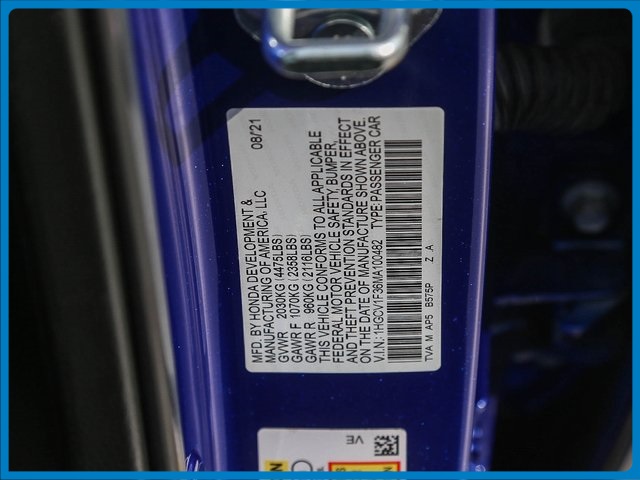 MFD. BY HONDA DEVELOPMENT & 08/21
MANUFACTURING OF AMERICA, LLC
GVWR 2030KG (4475LBS)
GAWR F 1070KG (2358LBS)
GAWR R 960KG (2116LBS)
THIS VEHICLE CONFORMS TO ALL APPLICABLE
FEDERAL MOTOR VEHICLE SAFETY, BUMPER,
AND THEFT PREVENTION STANDARDS IN EFFECT
ON THE DATE OF MANUFACTURE SHOWN ABOVE.
V.I.N.: 1HGCV1F36MA100482 TYPE:PASSENGER CAR
TVA M AP5 B575P Z A
VE